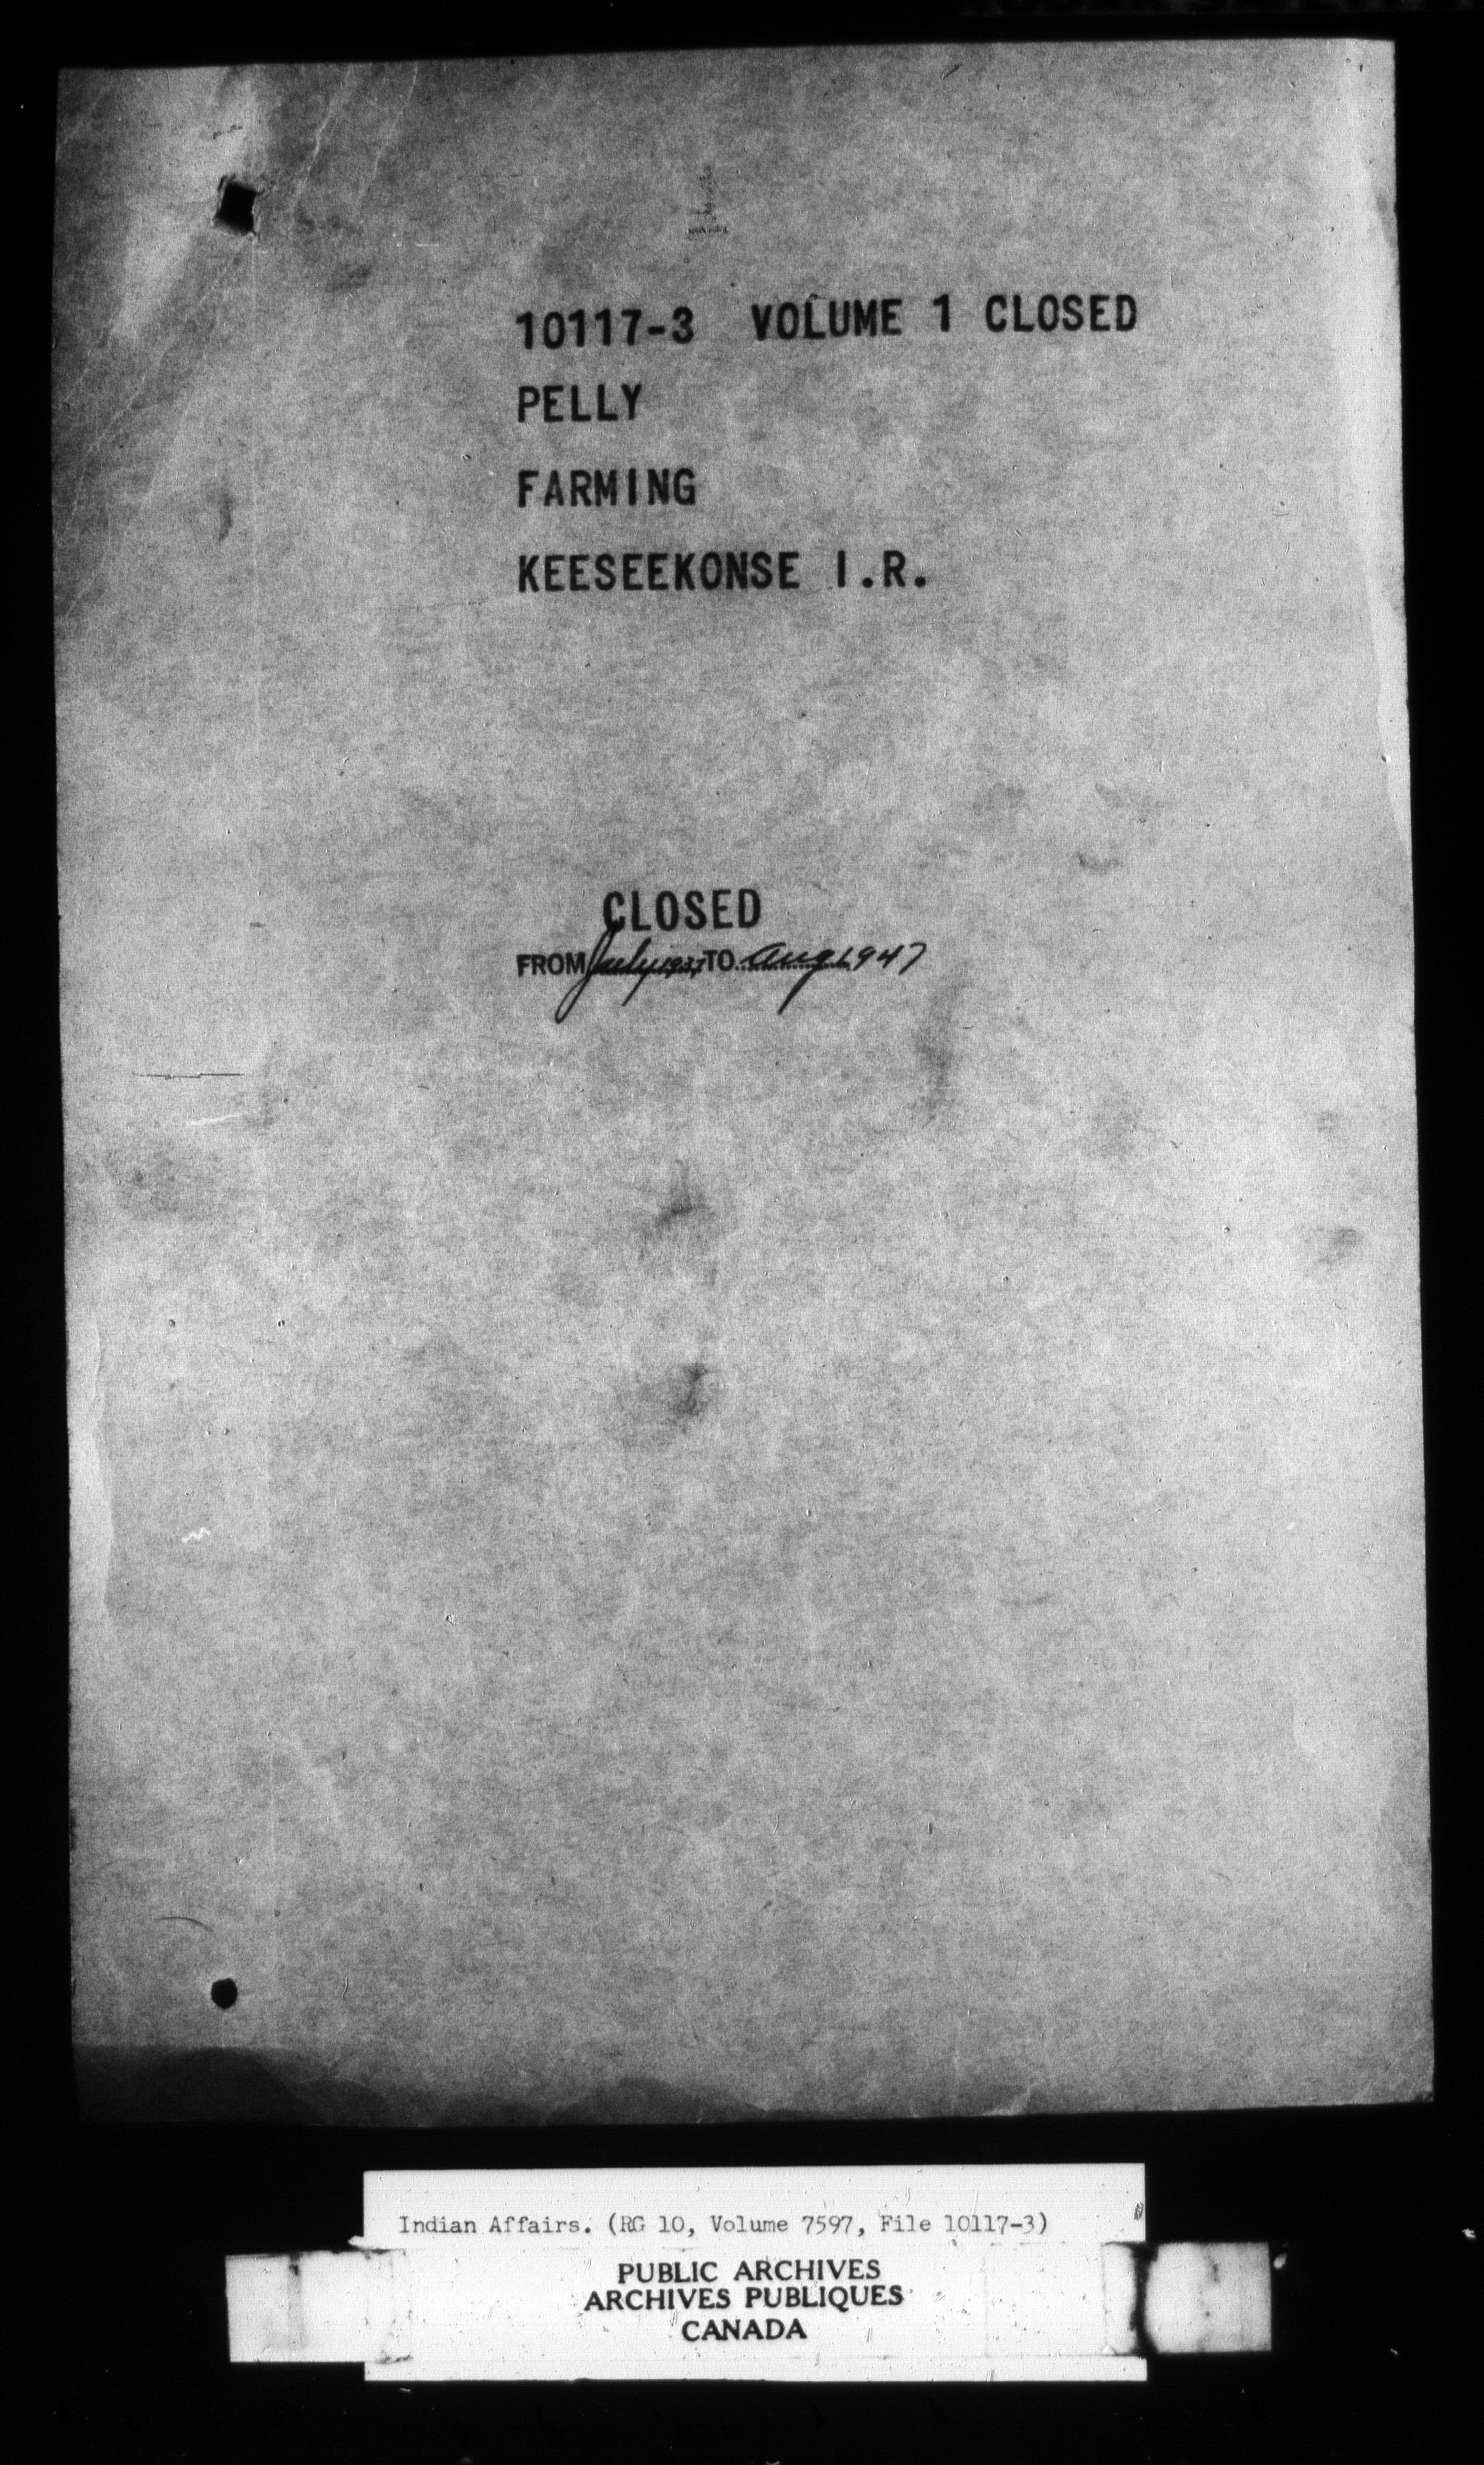 10117-3 VOLUME 1 CLOSED
PELLY
FARMING
KEESEEKONSE I.R.
CLOSED
FROM July 1937 TO Aug 1947
Indian Affairs. (RG 10, Volume 7597, File 10117-3)
PUBLIC ARCHIVES
ARCHIVES PUBLIQUES
CANADA